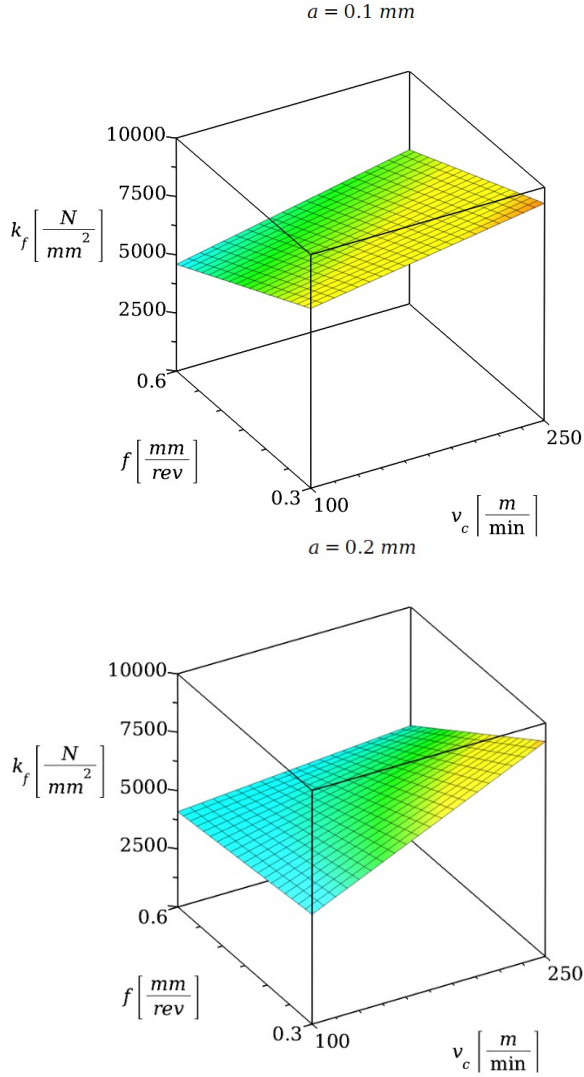 a = 0.1 mm
10000
7500
k_f [N/mm^2]
5000
2500
0.6
250
f [mm/rev]
0.3
100
v_c [m/min]
a = 0.2 mm
10000
7500
k_f [N/mm^2]
5000
2500
0.6
250
f [mm/rev]
0.3
100
v_c [m/min]